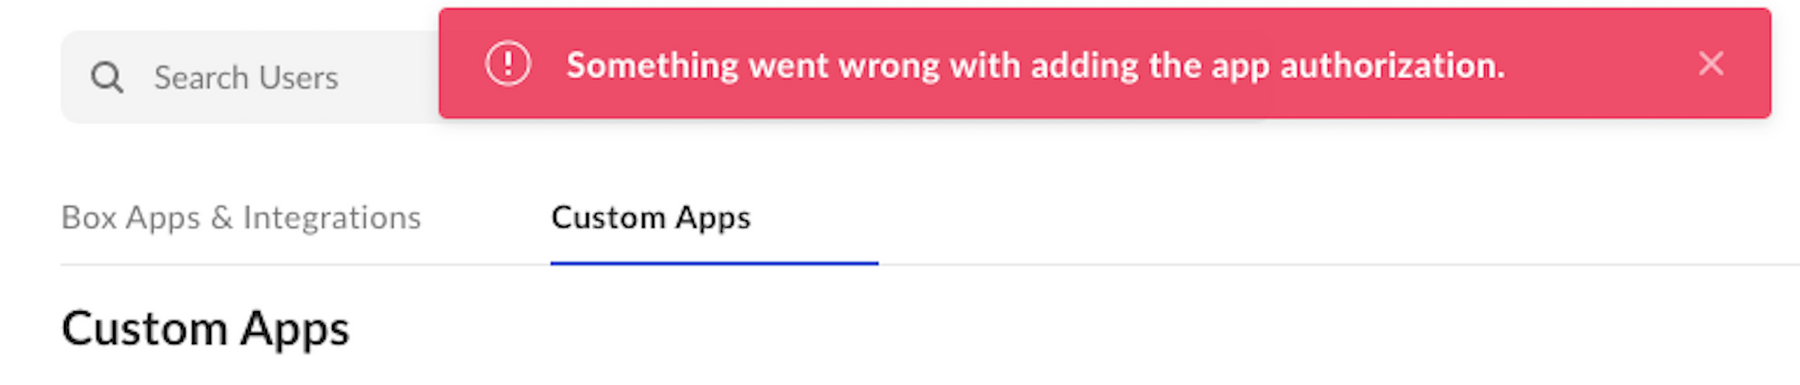 Search Users
Something went wrong with adding the app authorization.
Box Apps & Integrations
Custom Apps
Custom Apps